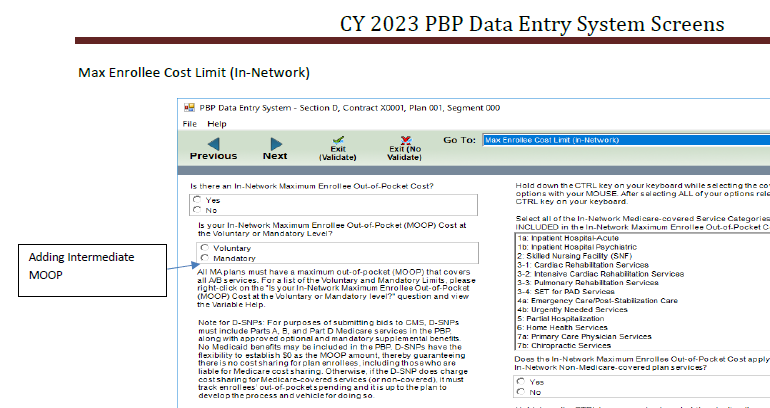 CY 2023 PBP Data Entry System Screens
Max Enrollee Cost Limit (In-Network)
PBP Data Entry System - Section D, Contract X0001, Plan 001, Segment 000
File Help
Previous
Next
Exit
(Validate)
Exit (No
Validate)
Go To:
Max Enrollee Cost Limit (In-Network)
Is there an In-Network Maximum Enrollee Out-of-Pocket Cost?
Yes
No
Is your In-Network Maximum Enrollee Out-of-Pocket (MOOP) Cost at
the Voluntary or Mandatory Level?
Voluntary
Mandatory
Adding Intermediate
MOOP
All MA plans must have a maximum out-of-pocket (MOOP) that covers
all A/B services. For a list of the Voluntary and Mandatory Limits, please
right-click on the "Is your In-Network Maximum Enrollee Out-of-Pocket
(MOOP) Cost at the Voluntary or Mandatory level?" question and view
the Variable Help.
Note for D-SNPs: For purposes of submitting bids to CMS, D-SNPs
must include Parts A, B, and Part D Medicare services in the PBP,
along with approved optional and mandatory supplemental benefits.
No Medicaid benefits may be included in the PBP. D-SNPs have the
flexibility to establish $0 as the MOOP amount, thereby guaranteeing
there is no cost sharing for plan enrollees, including those who are
liable for Medicare cost sharing. Otherwise, if the D-SNP does charge
cost sharing for Medicare-covered services (or non-covered), it must
track enrollees' out-of-pocket spending and it is up to the plan to
develop the process and vehicle for doing so.
Hold down the CTRL key on your keyboard while selecting the co
options with your MOUSE. After selecting ALL of your options rele
CTRL key on your keyboard.
Select all of the In-Network Medicare-covered Service Categories
INCLUDED in the In-Network Maximum Enrollee Out-of-Pocket C
1a: Inpatient Hospital-Acute
1b: Inpatient Hospital Psychiatric
2: Skilled Nursing Facility (SNF)
3-1: Cardiac Rehabilitation Services
3-2: Intensive Cardiac Rehabilitation Services
3-3: Pulmonary Rehabilitation Services
3-4: SET for PAD Services
4a: Emergency Care/Post-Stabilization Care
4b: Urgently Needed Services
5: Partial Hospitalization
6: Home Health Services
7a: Primary Care Physician Services
7b: Chiropractic Services
Does the In-Network Maximum Enrollee Out-of-Pocket Cost apply
In-Network Non-Medicare-covered plan services?
Yes
No